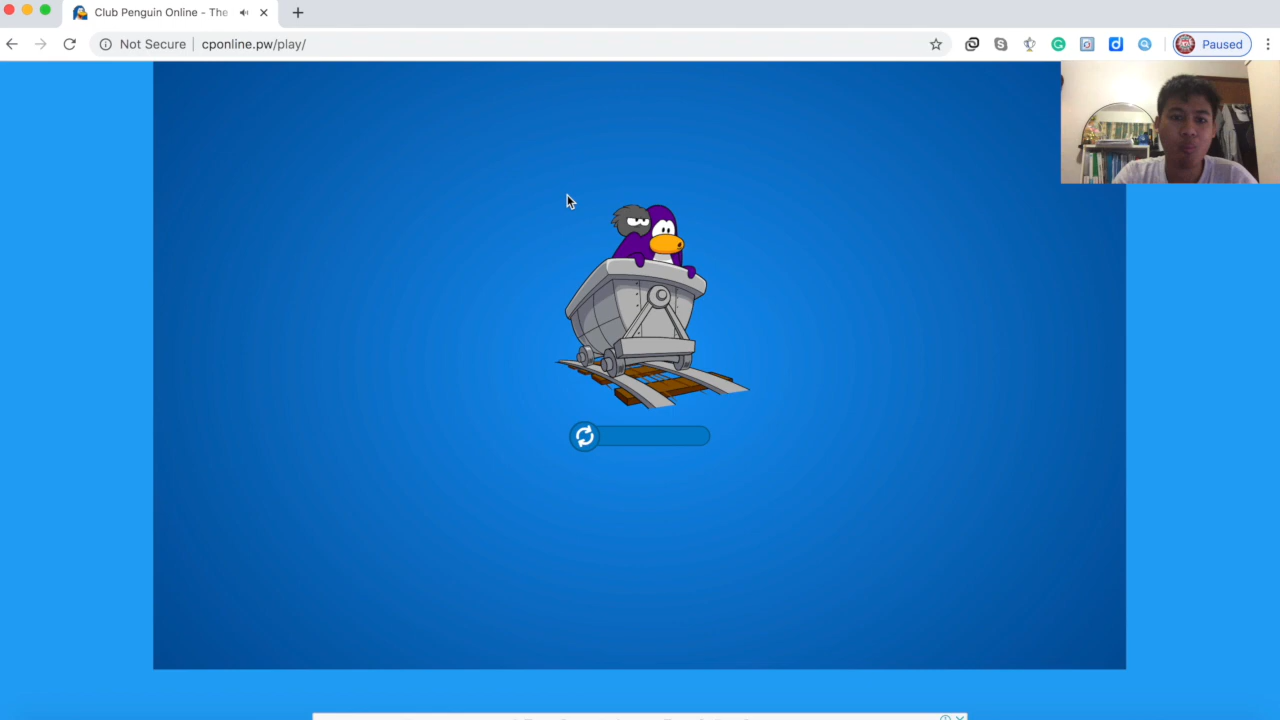 Club Penguin Online - The
Not Secure
cponline.pw/play/
Paused